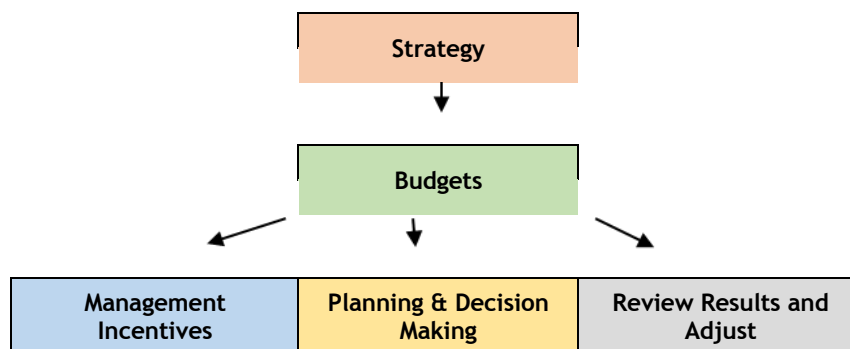 Strategy
Budgets
Management
Incentives
Planning & Decision
Making
Review Results and
Adjust